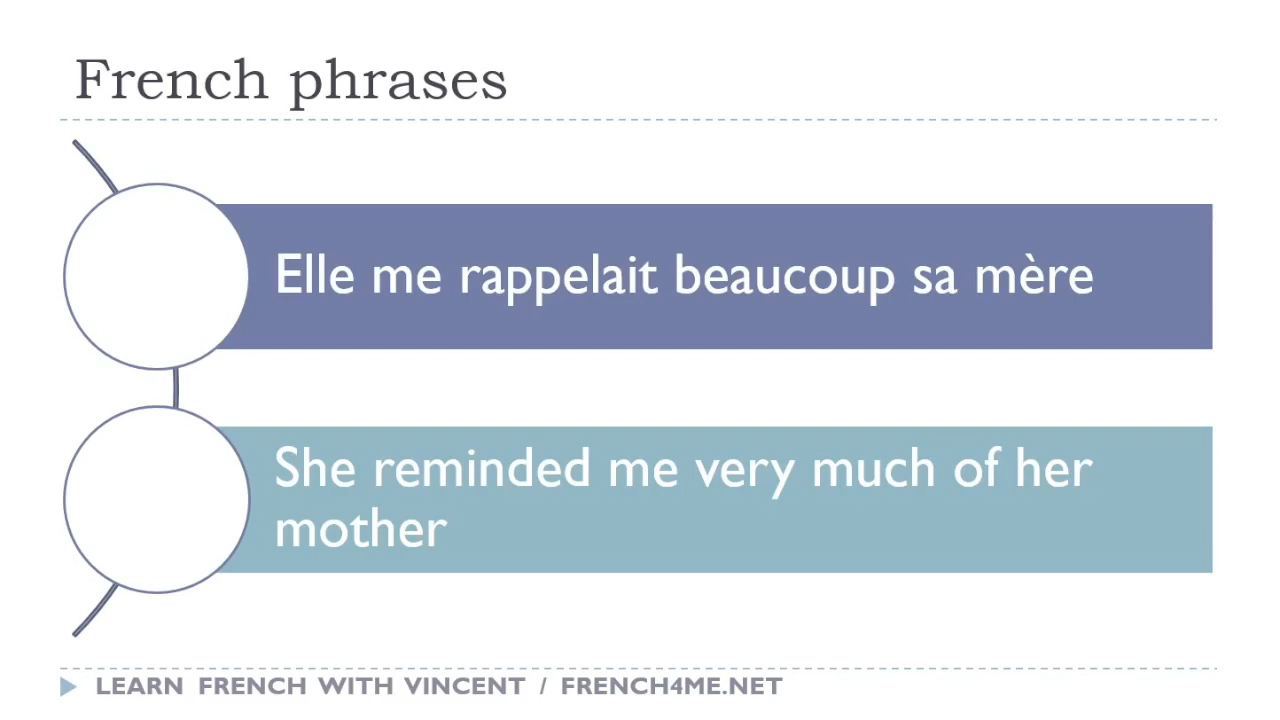 French phrases
Elle me rappelait beaucoup sa mère
She reminded me very much of her
mother
LEARN FRENCH WITH VINCENT / FRENCH4ME.NET